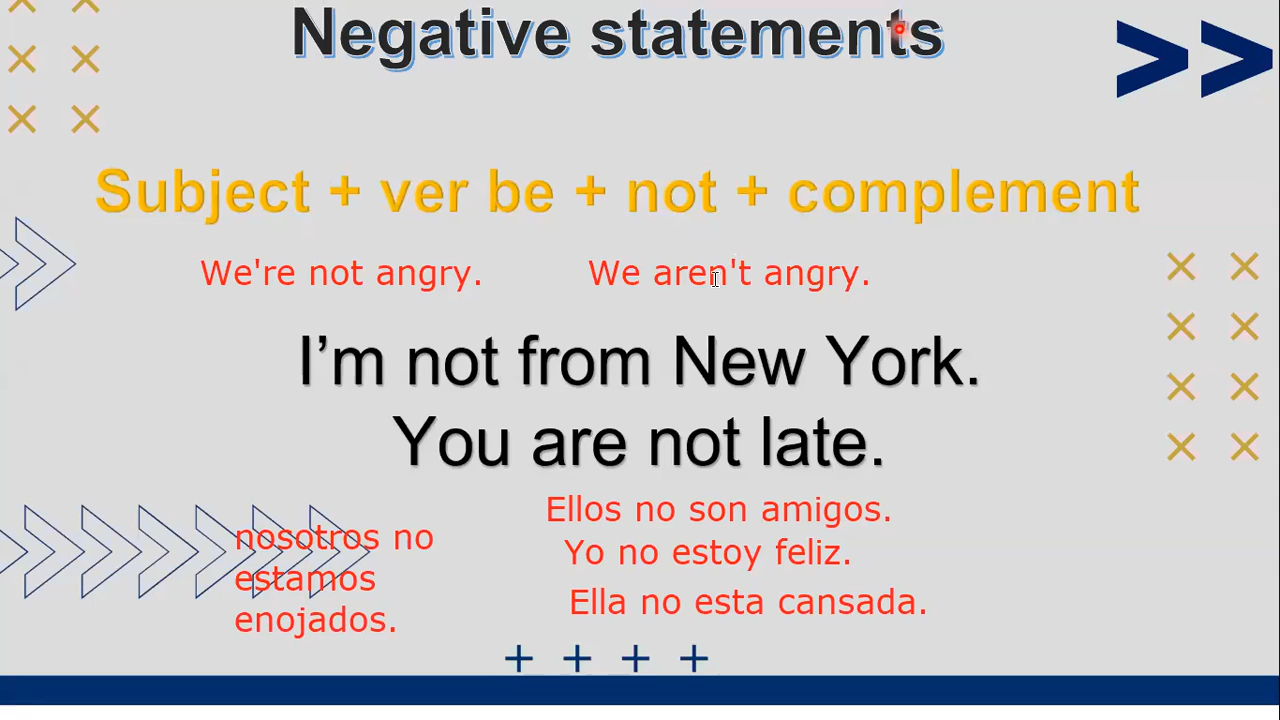 Negative statements
Subject + ver be + not + complement
We're not angry. We aren't angry.
I’m not from New York.
You are not late.
Ellos no son amigos.
nosotros no
estamos
enojados.
Yo no estoy feliz.
Ella no esta cansada.